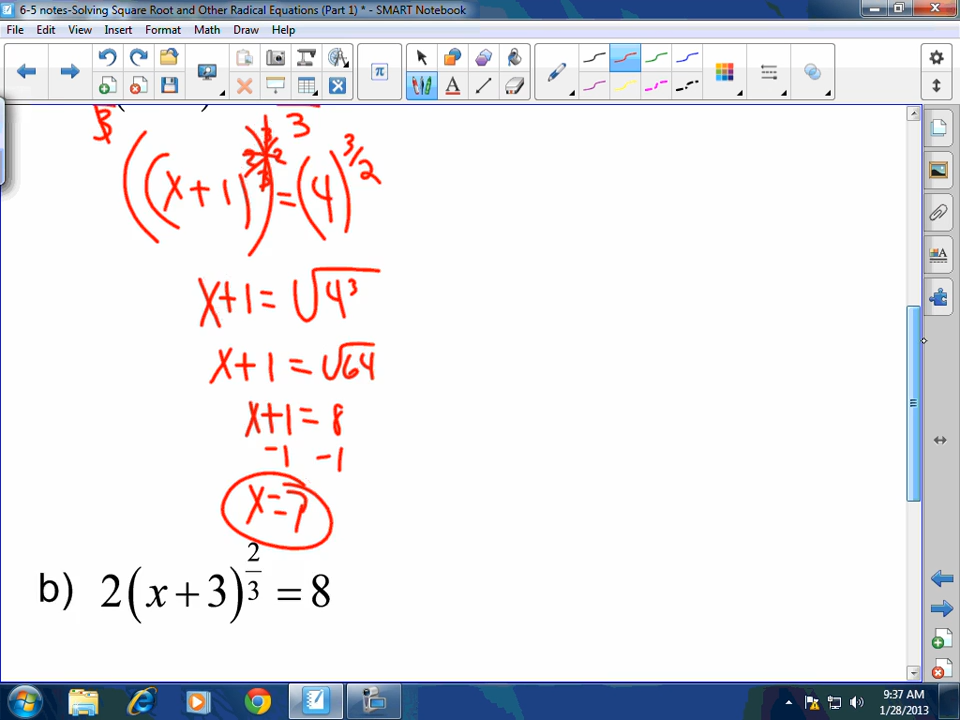 6-5 notes-Solving Square Root and Other Radical Equations (Part 1) * - SMART Notebook
File Edit View Insert Format Math Draw Help
π
A
3 3
((x+1)^2/3)^3/2 = (4)^3/2
x+1 = √4³
x+1 = √64
x+1 = 8
-1 -1
x=7
b) 2(x+3)^2/3 = 8
9:37 AM
1/28/2013